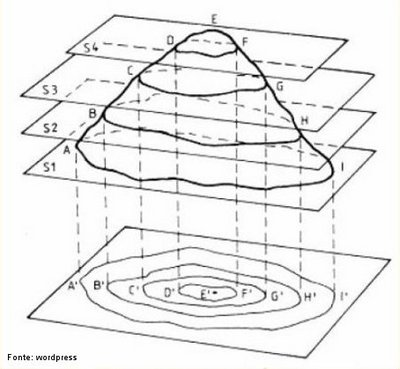 E
S4 D F
S3 C G
S2 B H
A I
S1
A' B' C' D' E' F' G' H' I'
Fonte: wordpress